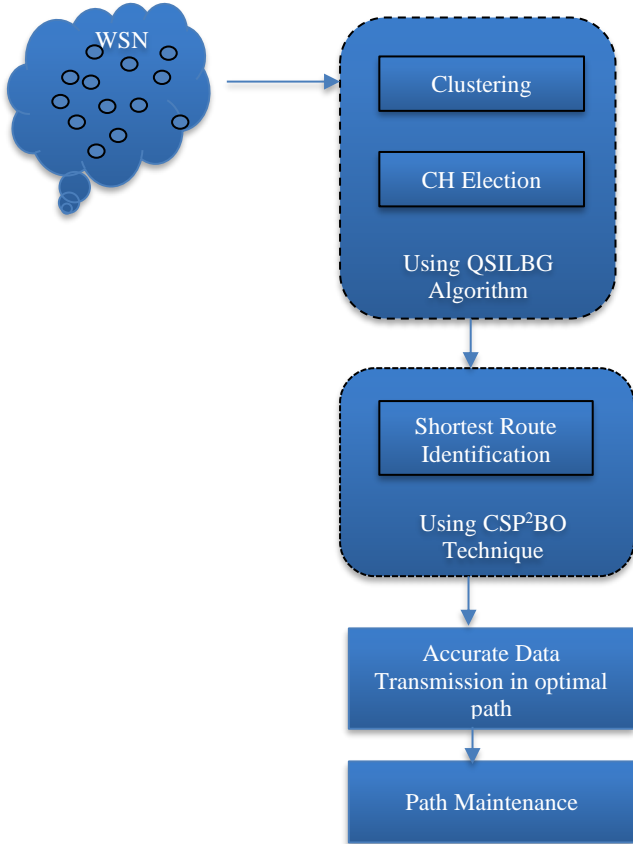 WSN
Clustering
CH Election
Using QSILBG
Algorithm
Shortest Route
Identification
Using CSP²BO
Technique
Accurate Data
Transmission in optimal
path
Path Maintenance